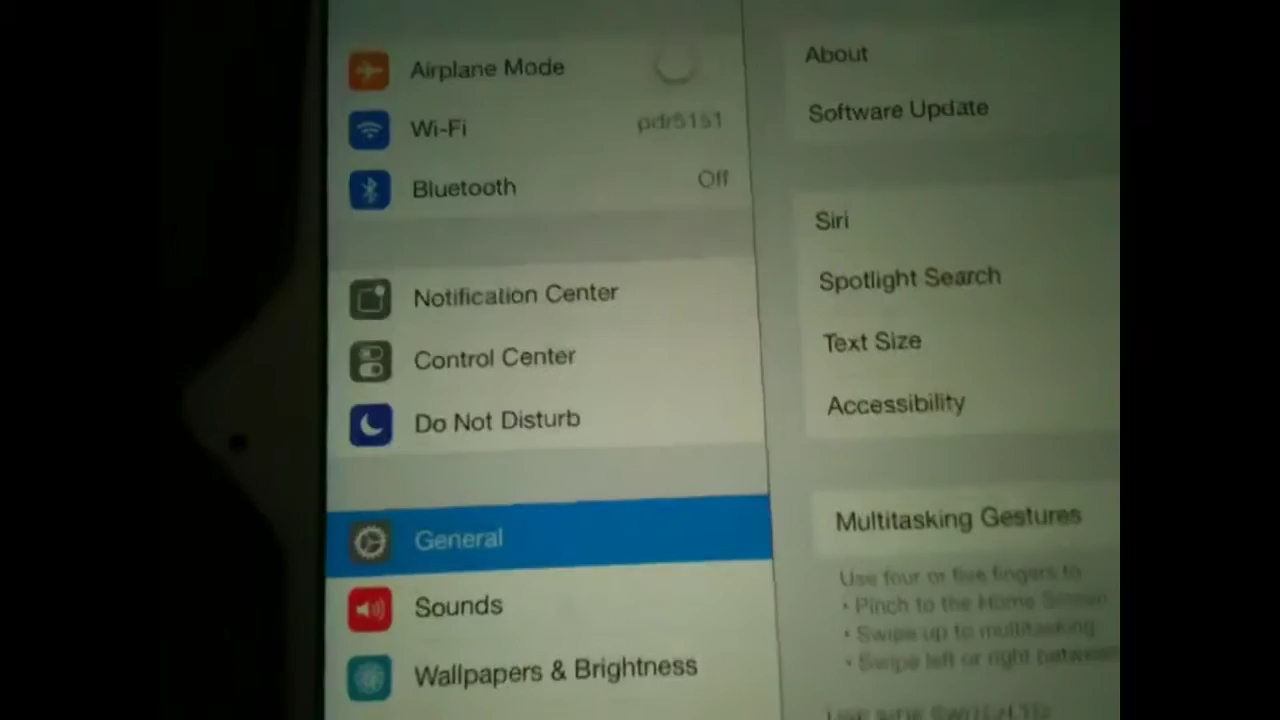 Airplane Mode
Wi-Fi
pdr5151
Bluetooth
Off
Notification Center
Control Center
Do Not Disturb
General
Sounds
Wallpapers & Brightness
About
Software Update
Siri
Spotlight Search
Text Size
Accessibility
Multitasking Gestures
Use four or five fingers to
• Pinch to the Home Screen
• Swipe up to multitasking
• Swipe left or right between